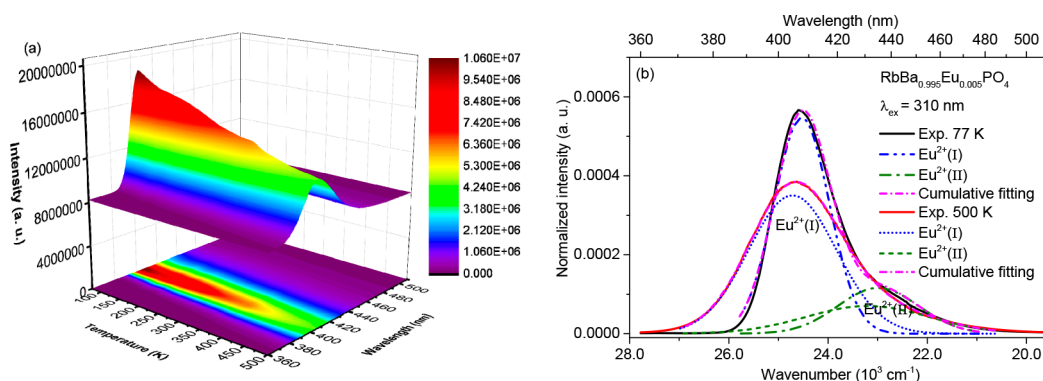 (a)
20000000
16000000
12000000
8000000
4000000
0
Intensity (a. u.)
100
150
200
250
300
350
400
450
500
Temperature (K)
360
380
400
420
440
460
480
500
Wavelength (nm)
1.060E+07
9.540E+06
8.480E+06
7.420E+06
6.360E+06
5.300E+06
4.240E+06
3.180E+06
2.120E+06
1.060E+06
0.000
Wavelength (nm)
360 380 400 420 440 460 480 500
(b)
RbBa₀.₉₉₅Eu₀.₀₀₅PO₄
λₑₓ = 310 nm
Exp. 77 K
Eu²⁺(I)
Eu²⁺(II)
Cumulative fitting
Exp. 500 K
Eu²⁺(I)
Eu²⁺(II)
Cumulative fitting
Eu²⁺(I)
Eu²⁺(II)
0.0006
0.0004
0.0002
0.0000
Normalized intensity (a. u.)
28.0 26.0 24.0 22.0 20.0
Wavenumber (10³ cm⁻¹)